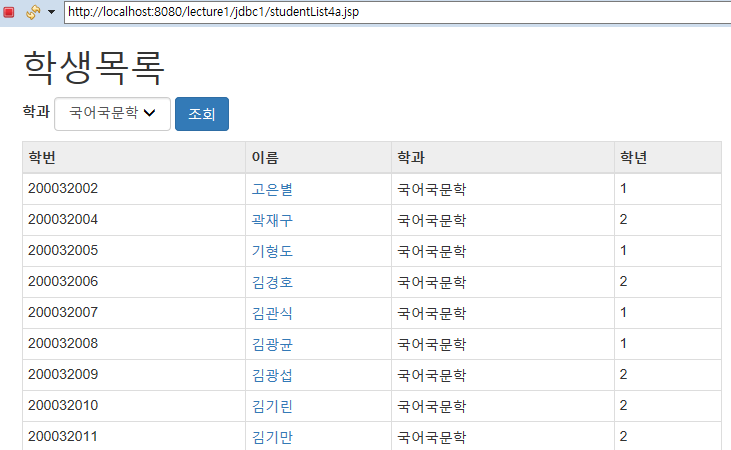 http://localhost:8080/lecture1/jdbc1/studentList4a.jsp
학생목록
학과 국어국문학 조회
학번 이름 학과 학년
200032002 고은별 국어국문학 1
200032004 곽재구 국어국문학 2
200032005 기형도 국어국문학 1
200032006 김경호 국어국문학 2
200032007 김관식 국어국문학 1
200032008 김광균 국어국문학 1
200032009 김광섭 국어국문학 2
200032010 김기린 국어국문학 2
200032011 김기만 국어국문학 2